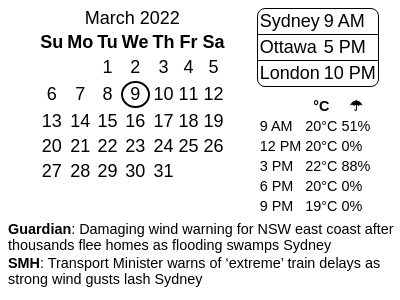 March 2022
Su Mo Tu We Th Fr Sa
1 2 3 4 5
6 7 8 9 10 11 12
13 14 15 16 17 18 19
20 21 22 23 24 25 26
27 28 29 30 31
Sydney 9 AM
Ottawa 5 PM
London 10 PM
°C ☂
9 AM 20°C 51%
12 PM 20°C 0%
3 PM 22°C 88%
6 PM 20°C 0%
9 PM 19°C 0%
Guardian: Damaging wind warning for NSW east coast after
thousands flee homes as flooding swamps Sydney
SMH: Transport Minister warns of ‘extreme’ train delays as
strong wind gusts lash Sydney